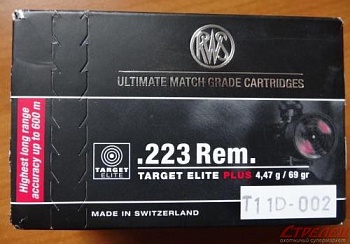 RWS
ULTIMATE MATCH GRADE CARTRIDGES
Highest long range
accuracy up to 600 m
.223 Rem.
TARGET
ELITE
TARGET ELITE PLUS 4,47 g / 69 gr
T11D-002
MADE IN SWITZERLAND